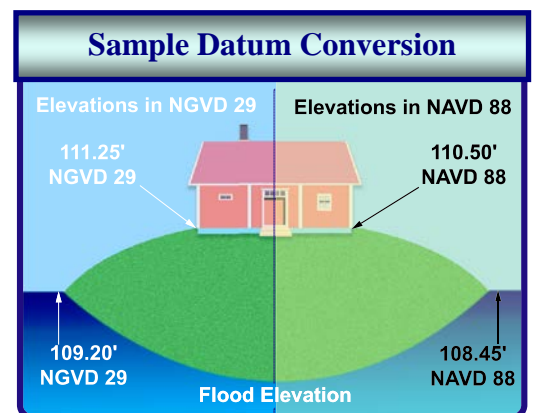 Sample Datum Conversion
Elevations in NGVD 29
Elevations in NAVD 88
111.25'
NGVD 29
110.50'
NAVD 88
109.20'
NGVD 29
108.45'
NAVD 88
Flood Elevation